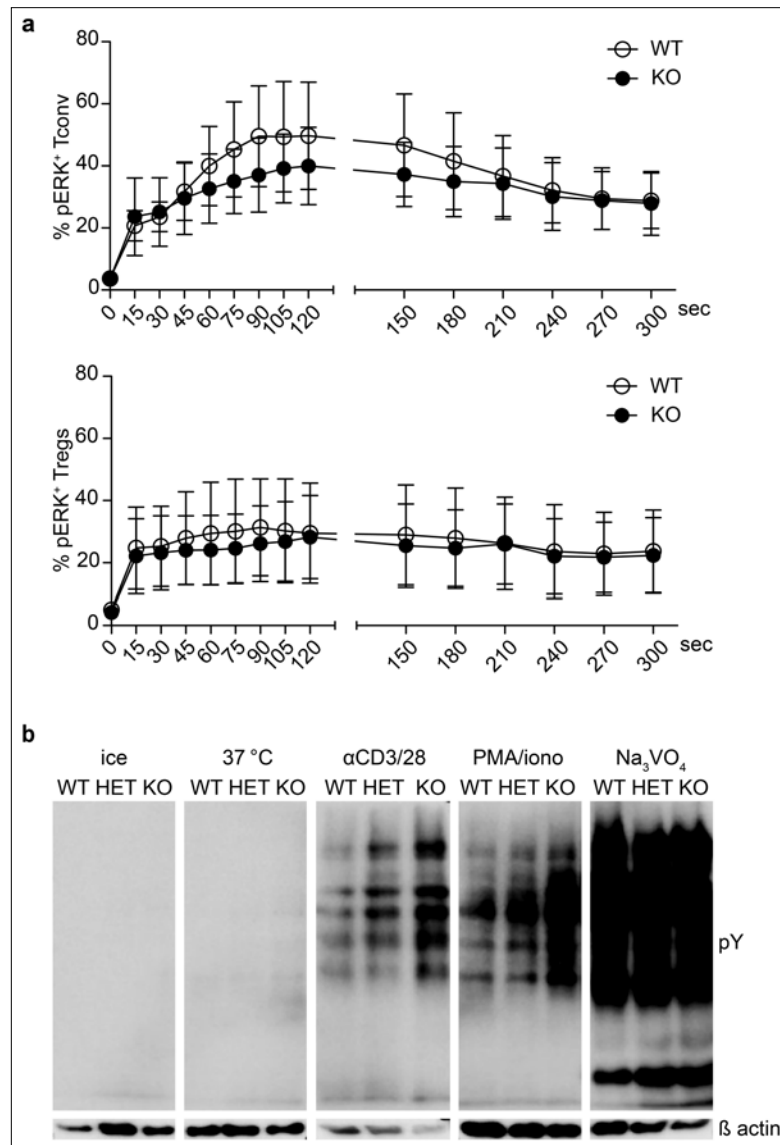 a
% pERK⁺ Tconv
80
60
40
20
0
WT
KO
0 15 30 45 60 75 90 105 120 150 180 210 240 270 300 sec
% pERK⁺ Tregs
80
60
40
20
0
WT
KO
0 15 30 45 60 75 90 105 120 150 180 210 240 270 300 sec
b
ice 37 °C αCD3/28 PMA/iono Na₃VO₄
WT HET KO WT HET KO WT HET KO WT HET KO WT HET KO
pY
ß actin